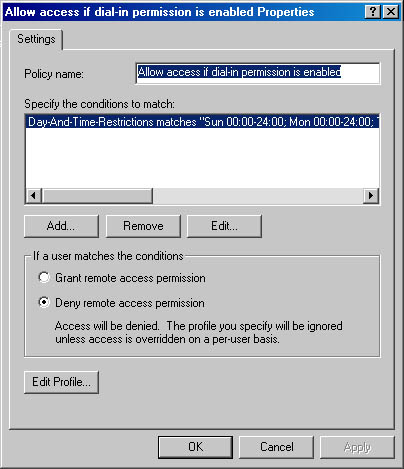 Allow access if dial-in permission is enabled Properties
Settings
Policy name:
Allow access if dial-in permission is enabled
Specify the conditions to match:
Day-And-Time-Restrictions matches "Sun 00:00-24:00; Mon 00:00-24:00;
Add...
Remove
Edit...
If a user matches the conditions
Grant remote access permission
Deny remote access permission
Access will be denied. The profile you specify will be ignored
unless access is overridden on a per-user basis.
Edit Profile...
OK
Cancel
Apply